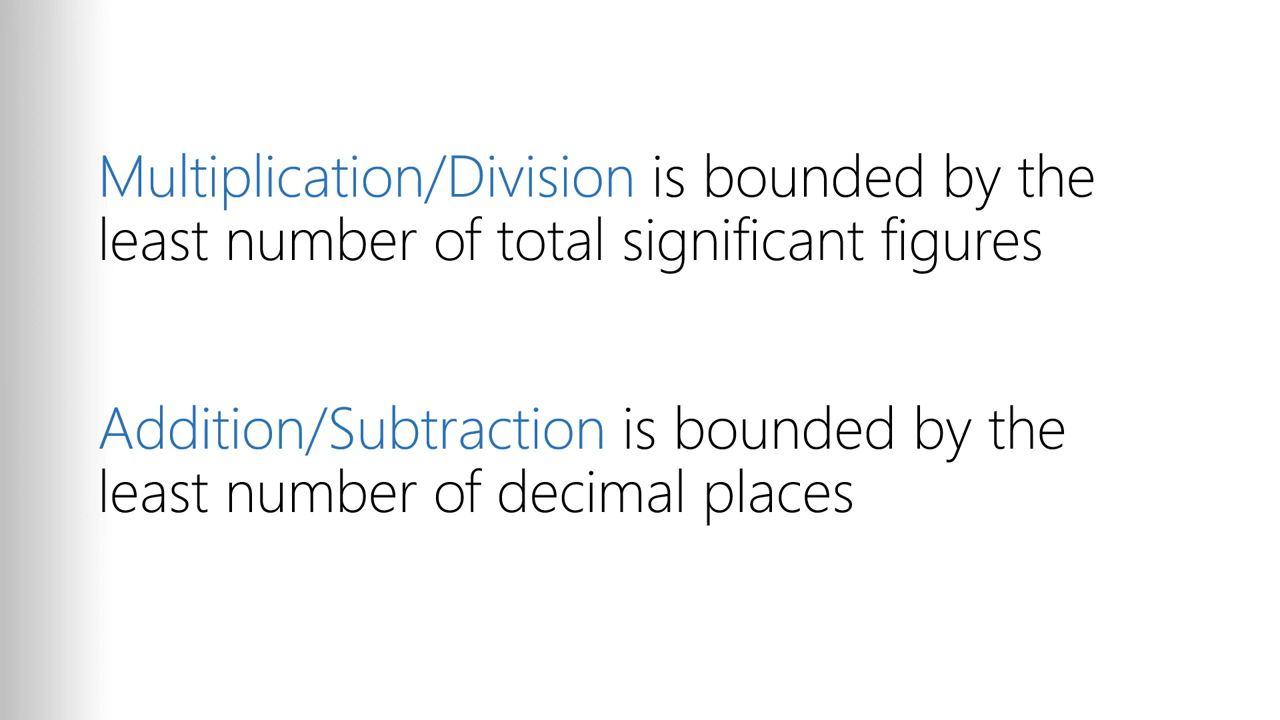 Multiplication/Division is bounded by the
least number of total significant figures
Addition/Subtraction is bounded by the
least number of decimal places